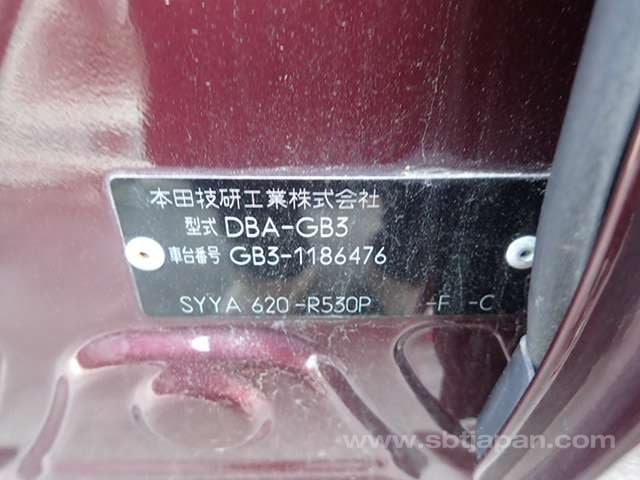 本田技研工業株式会社
型式 DBA-GB3
車台番号 GB3-1186476
SYYA 620-R530P -F -C
www.sbtjapan.com